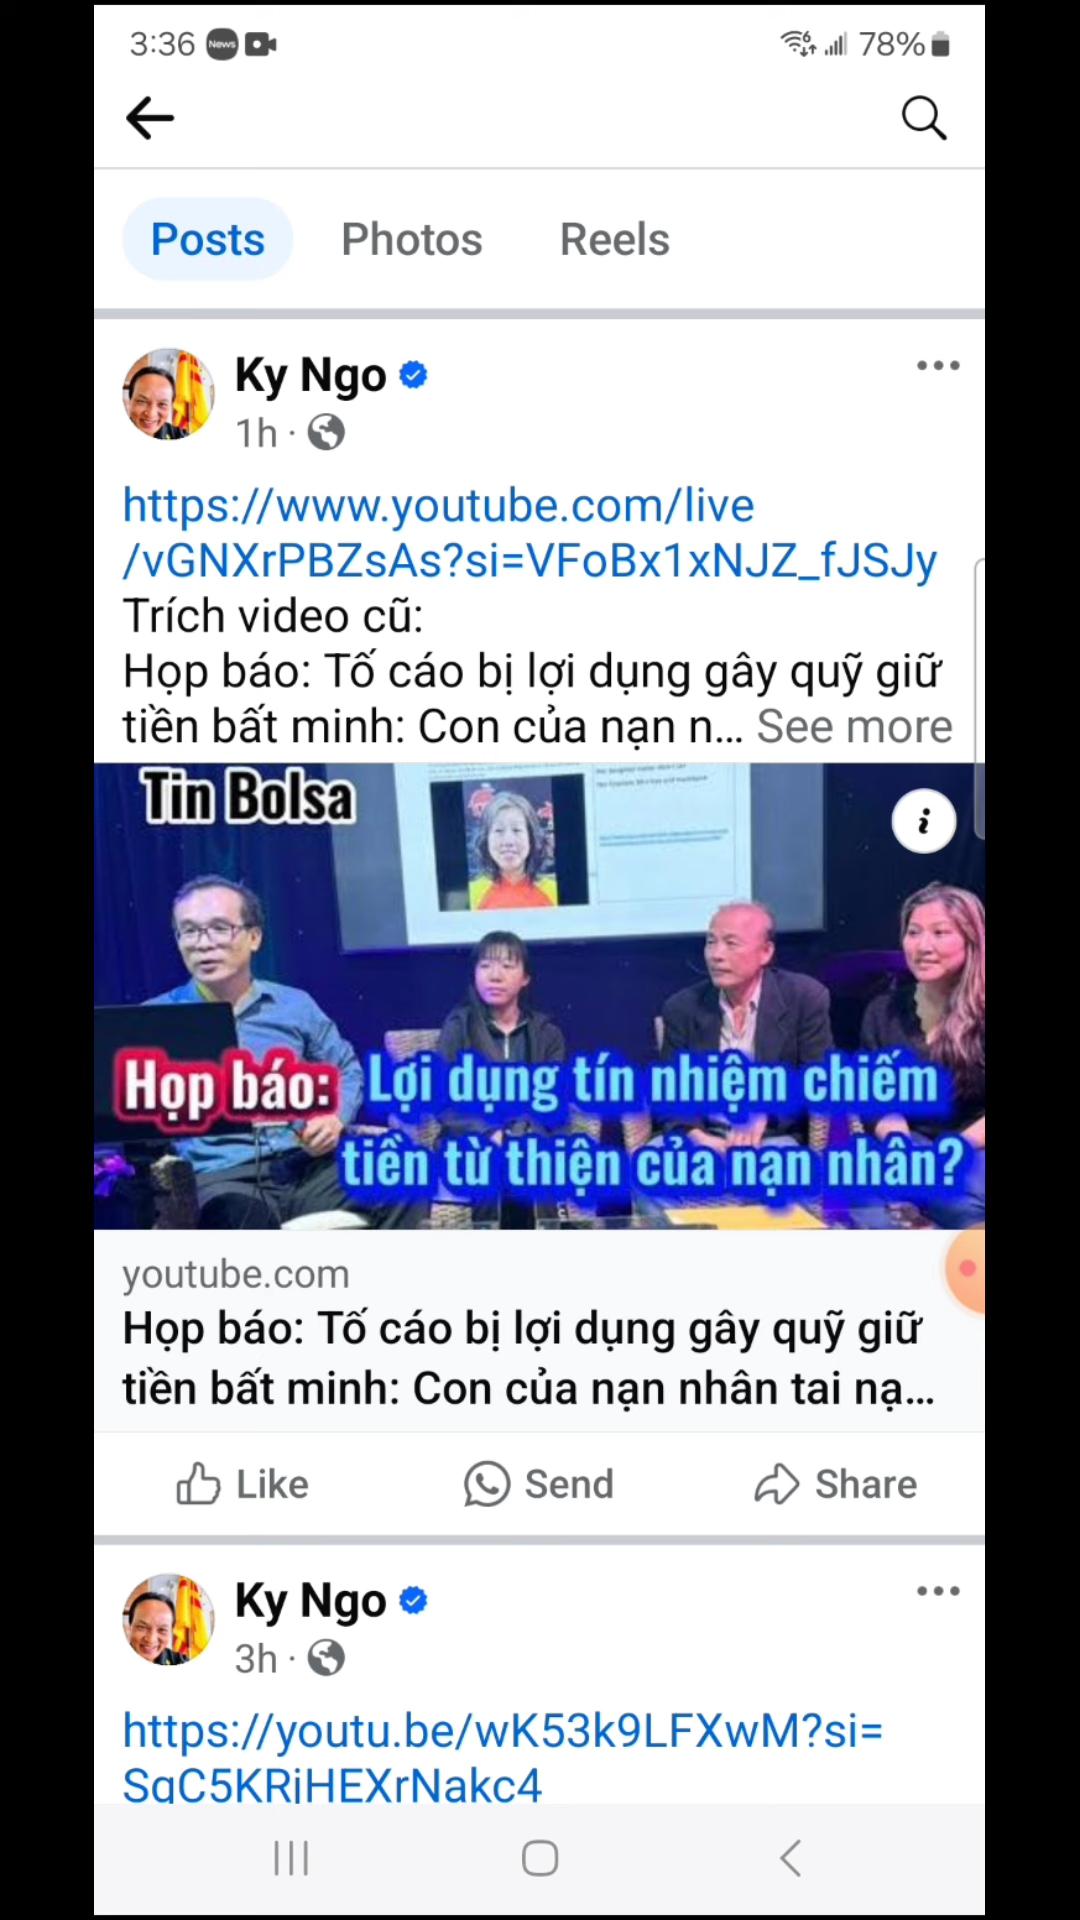 3:36 News 6 78%
Posts Photos Reels
Ky Ngo
1h ·
https://www.youtube.com/live
/vGNXrPBZsAs?si=VFoBx1xNJZ_fJSJy
Trích video cũ:
Họp báo: Tố cáo bị lợi dụng gây quỹ giữ
tiền bất minh: Con của nạn n... See more
Tin Bolsa
Họp báo: Lợi dụng tín nhiệm chiếm
tiền từ thiện của nạn nhân?
youtube.com
Họp báo: Tố cáo bị lợi dụng gây quỹ giữ
tiền bất minh: Con của nạn nhân tai nạ...
Like Send Share
Ky Ngo
3h ·
https://youtu.be/wK53k9LFXwM?si=
SqC5KRjHEXrNakc4